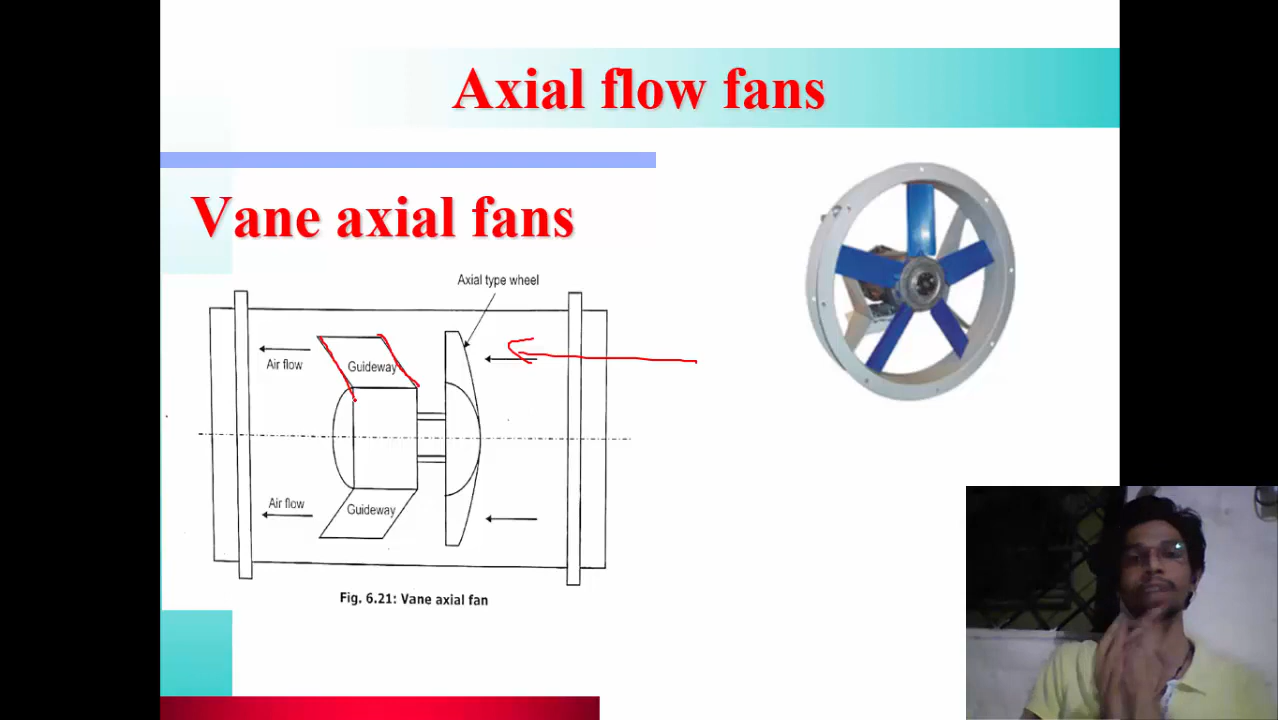 Axial flow fans
Vane axial fans
Axial type wheel
Air flow
Guideway
Air flow
Guideway
Fig. 6.21: Vane axial fan